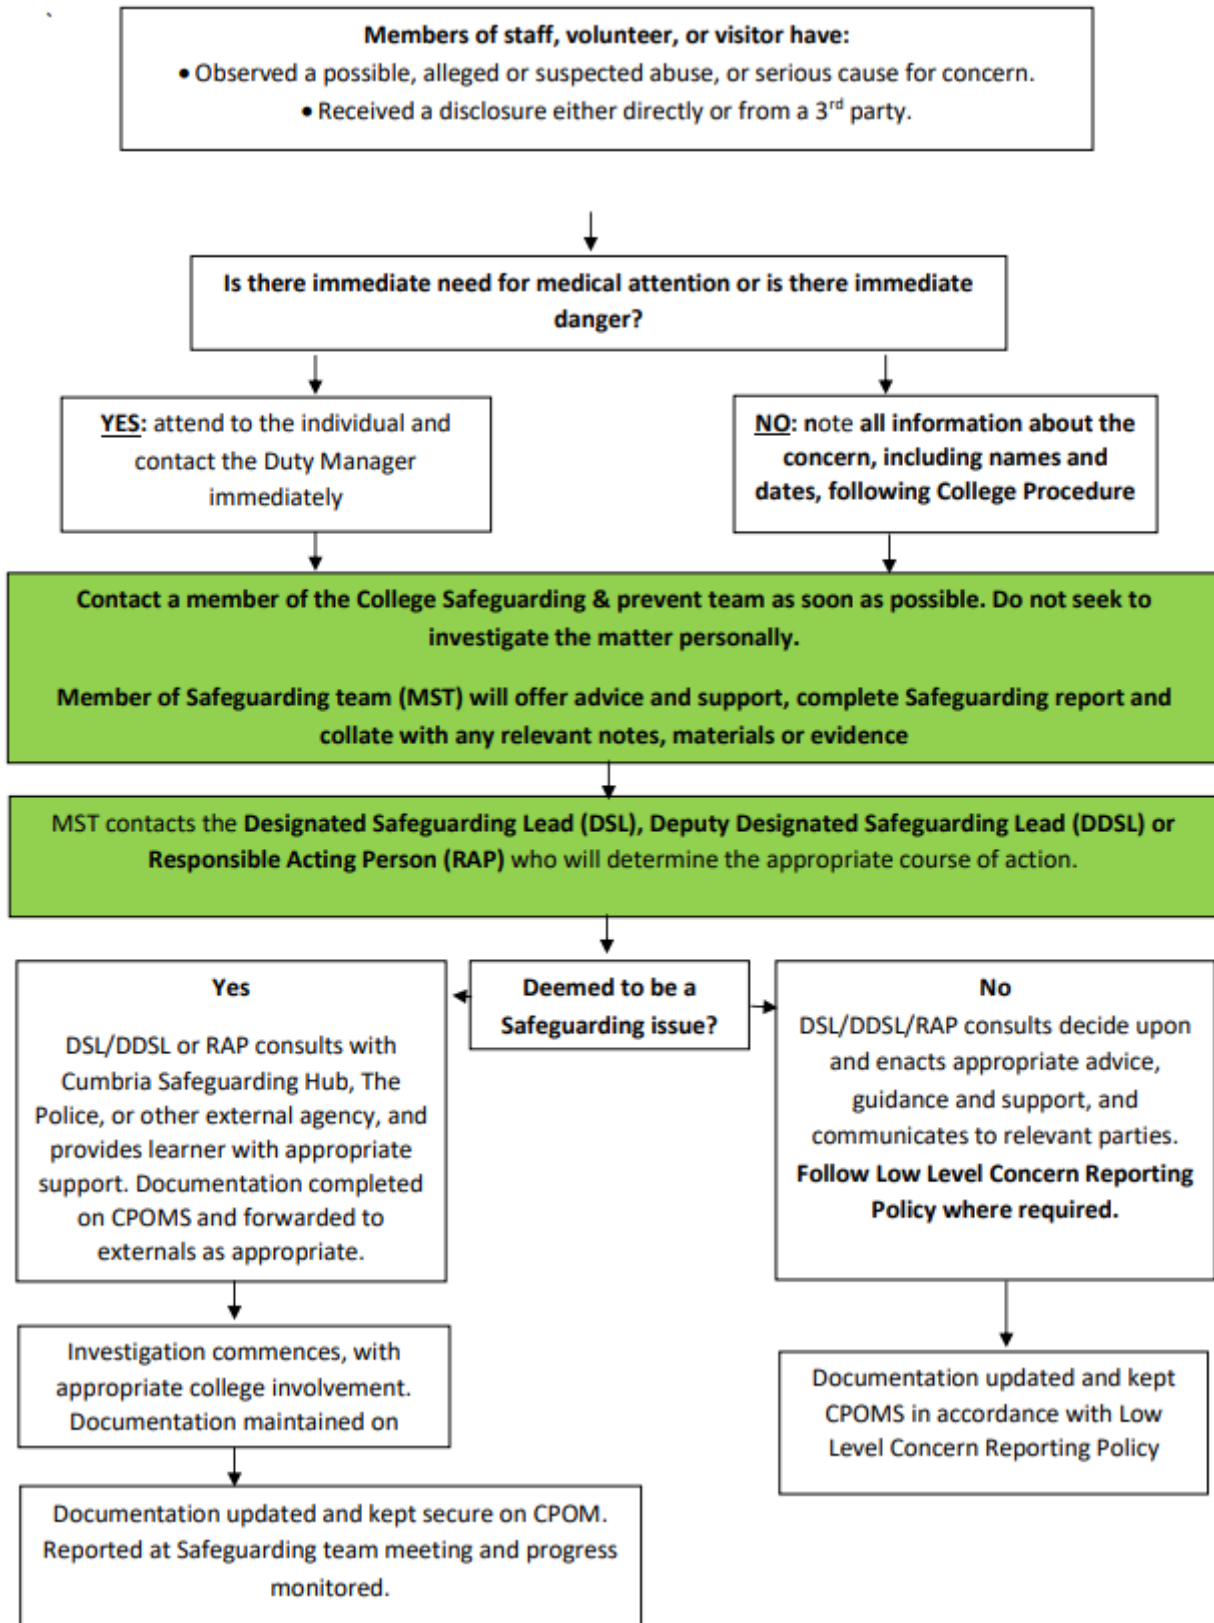 Members of staff, volunteer, or visitor have:
• Observed a possible, alleged or suspected abuse, or serious cause for concern.
• Received a disclosure either directly or from a 3rd party.
Is there immediate need for medical attention or is there immediate
danger?
YES: attend to the individual and
contact the Duty Manager
immediately
NO: note all information about the
concern, including names and
dates, following College Procedure
Contact a member of the College Safeguarding & prevent team as soon as possible. Do not seek to
investigate the matter personally.
Member of Safeguarding team (MST) will offer advice and support, complete Safeguarding report and
collate with any relevant notes, materials or evidence
MST contacts the Designated Safeguarding Lead (DSL), Deputy Designated Safeguarding Lead (DDSL) or
Responsible Acting Person (RAP) who will determine the appropriate course of action.
Deemed to be a
Safeguarding issue?
Yes
DSL/DDSL or RAP consults with
Cumbria Safeguarding Hub, The
Police, or other external agency, and
provides learner with appropriate
support. Documentation completed
on CPOMS and forwarded to
externals as appropriate.
No
DSL/DDSL/RAP consults decide upon
and enacts appropriate advice,
guidance and support, and
communicates to relevant parties.
Follow Low Level Concern Reporting
Policy where required.
Investigation commences, with
appropriate college involvement.
Documentation maintained on
Documentation updated and kept
CPOMS in accordance with Low
Level Concern Reporting Policy
Documentation updated and kept secure on CPOM.
Reported at Safeguarding team meeting and progress
monitored.